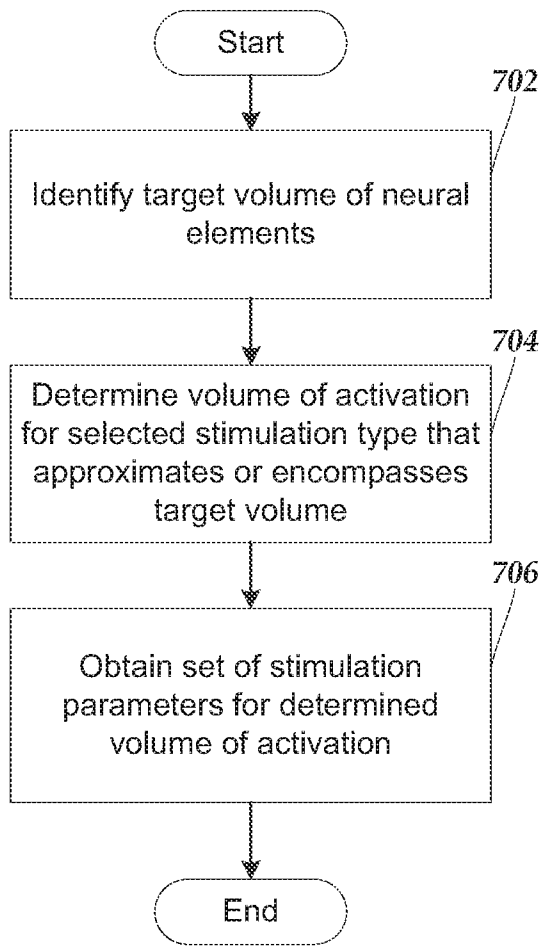 Start
702
Identify target volume of neural
elements
704
Determine volume of activation
for selected stimulation type that
approximates or encompasses
target volume
706
Obtain set of stimulation
parameters for determined
volume of activation
End